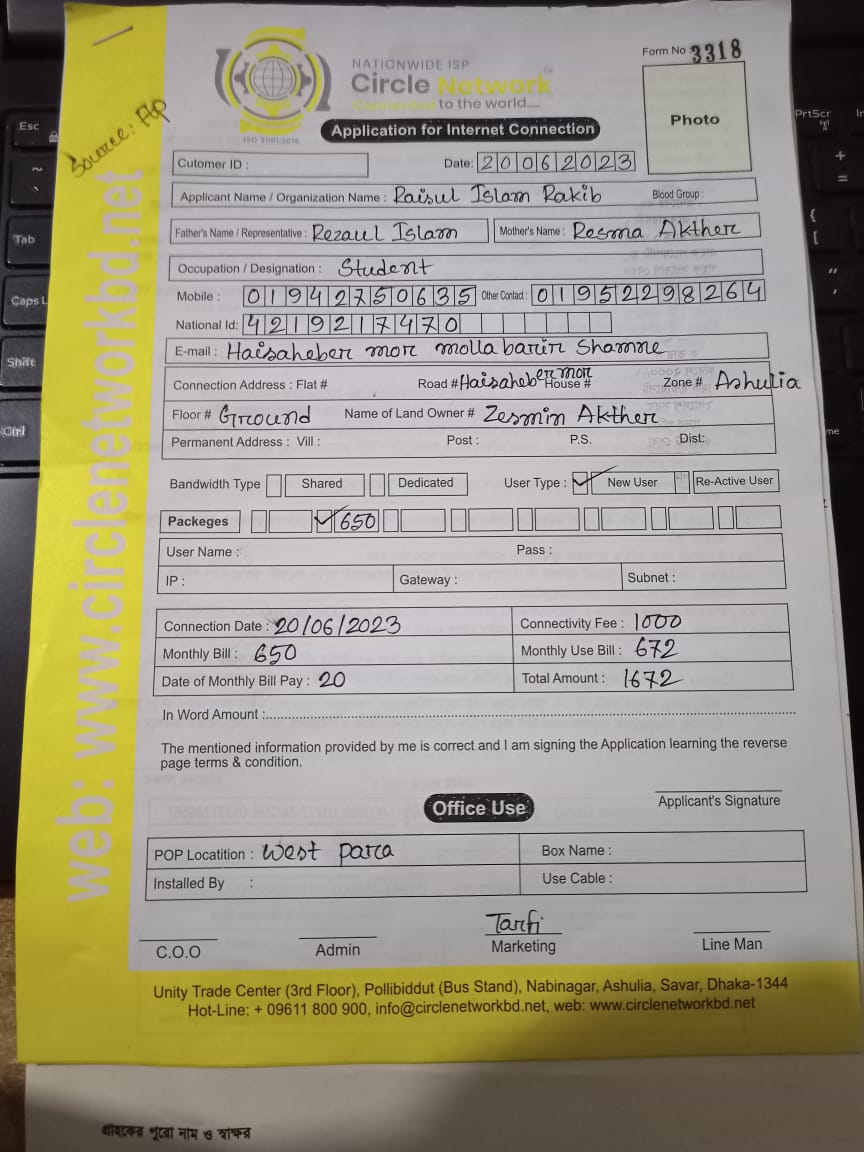 Form No 3318
NATIONWIDE ISP
Circle Network
Connected to the world.....
ISO 9001:2015
Photo
Source: AP
Application for Internet Connection
Cutomer ID : Date: 20062023
Applicant Name / Organization Name : Raisul Islam Rakib Blood Group :
Father's Name / Representative : Rezaul Islam Mother's Name : Resma Akther
Occupation / Designation : Student
Mobile : 01942750635 Other Contact : 01952298264
National Id: 4219217470
E-mail : Haisaheber mor molla barir Shamne
Connection Address : Flat # Road # Haisaheber mor House # Zone # Ashulia
Floor # Ground Name of Land Owner # Zesmin Akther
Permanent Address : Vill : Post : P.S. Dist:
Bandwidth Type Shared Dedicated User Type : ✓ New User Re-Active User
Packeges ✓ 650
User Name : Pass :
IP : Gateway : Subnet :
Connection Date : 20/06/2023 Connectivity Fee : 1000
Monthly Bill : 650 Monthly Use Bill : 672
Date of Monthly Bill Pay : 20 Total Amount : 1672
In Word Amount :
The mentioned information provided by me is correct and I am signing the Application learning the reverse
page terms & condition.
Applicant's Signature
Office Use
POP Locatition : West para Box Name :
Installed By : Use Cable :
Tarfi
C.O.O Admin Marketing Line Man
Unity Trade Center (3rd Floor), Pollibiddut (Bus Stand), Nabinagar, Ashulia, Savar, Dhaka-1344
Hot-Line: + 09611 800 900, info@circlenetworkbd.net, web: www.circlenetworkbd.net
web: www.circlenetworkbd.net
গ্রাহকের পুরো নাম ও স্বাক্ষর
Esc
Tab
Caps L
Shift
Ctrl
PrtScr